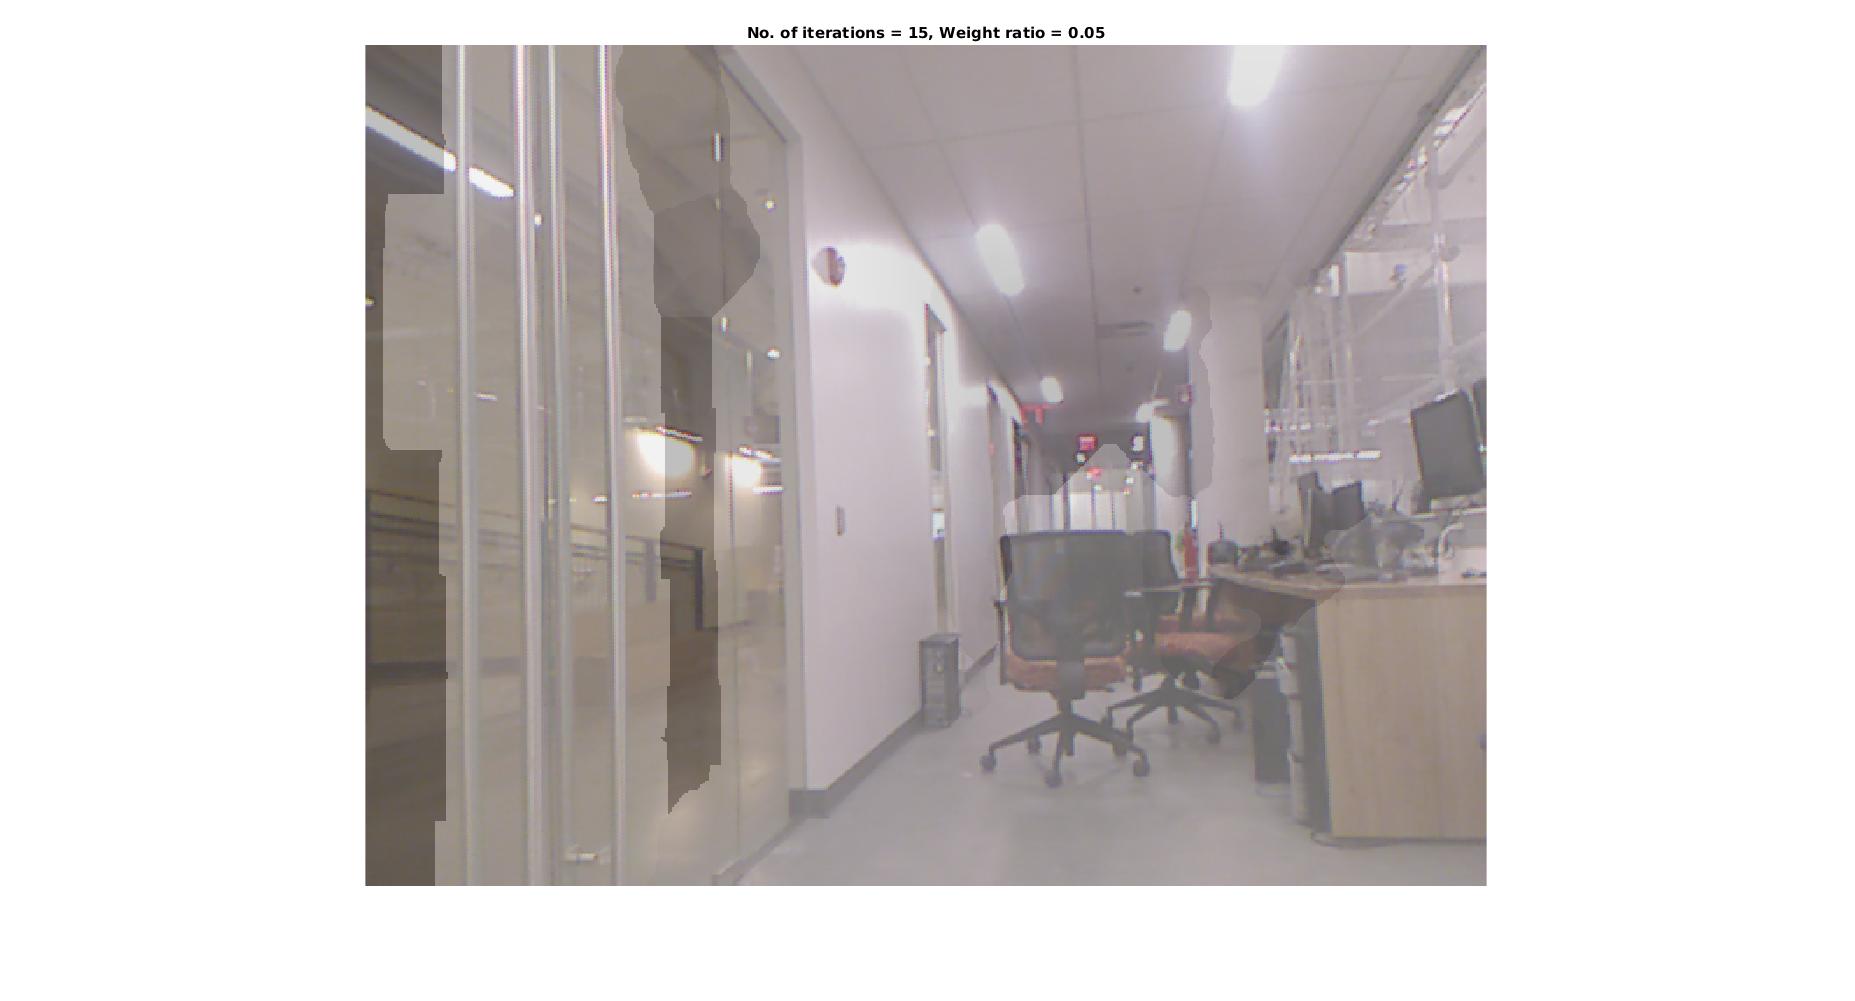 No. of iterations = 15, Weight ratio = 0.05